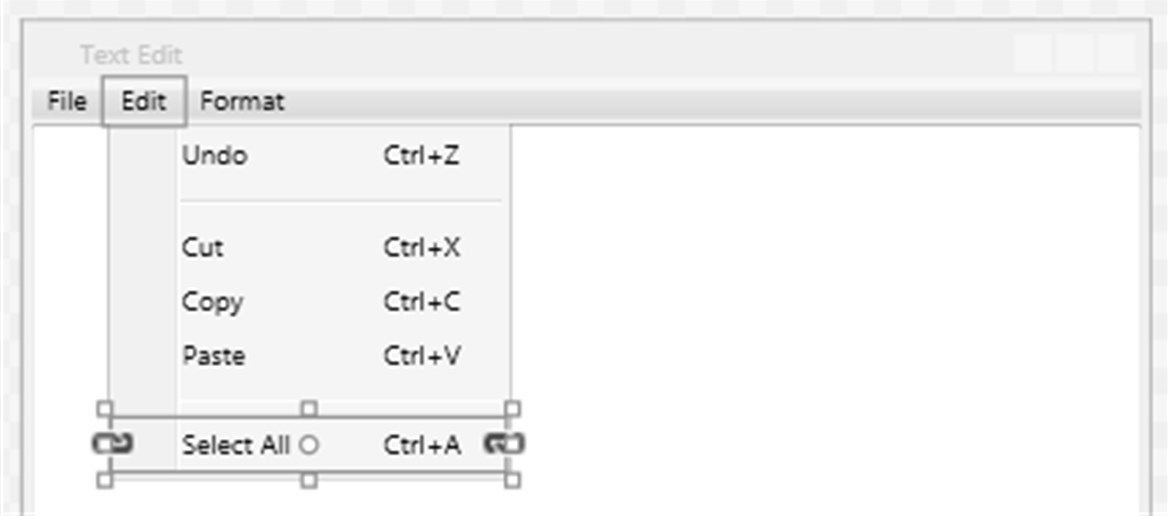 Text Edit
File Edit Format
Undo Ctrl+Z
Cut Ctrl+X
Copy Ctrl+C
Paste Ctrl+V
Select All Ctrl+A